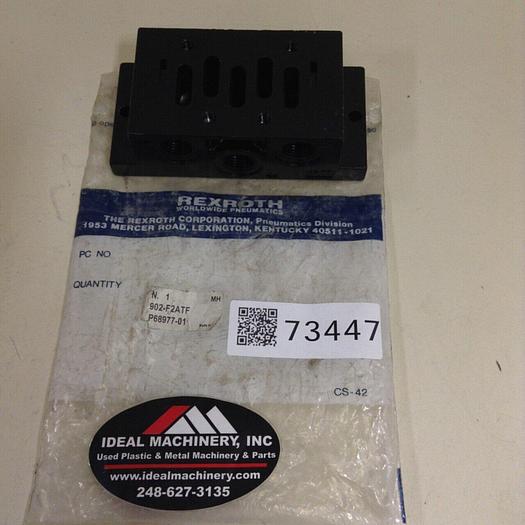 REXROTH
WORLDWIDE PNEUMATICS
THE REXROTH CORPORATION, Pneumatics Division
1953 MERCER ROAD, LEXINGTON, KENTUCKY 40511-1021
PC NO
QUANTITY
N. 1 MH
902-F2ATF
P68977-01
73447
CS-42
IDEAL MACHINERY, INC
Used Plastic & Metal Machinery & Parts
www.idealmachinery.com
248-627-3135